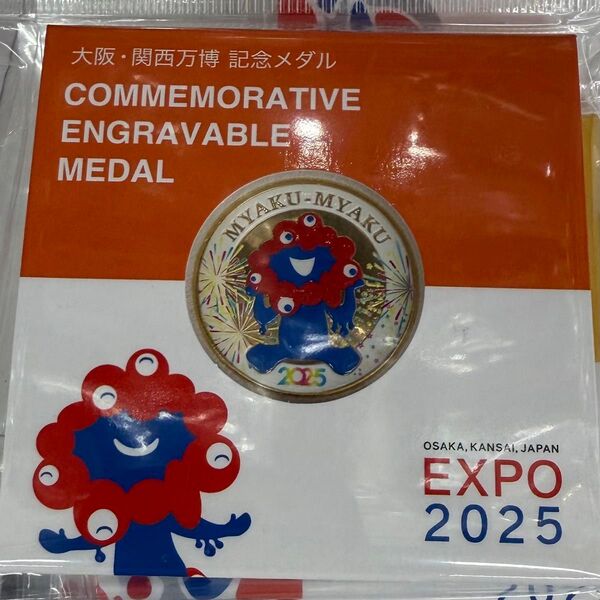 大阪・関西万博 記念メダル
COMMEMORATIVE
ENGRAVABLE
MEDAL
MYAKU-MYAKU
2025
OSAKA, KANSAI, JAPAN
EXPO
2025